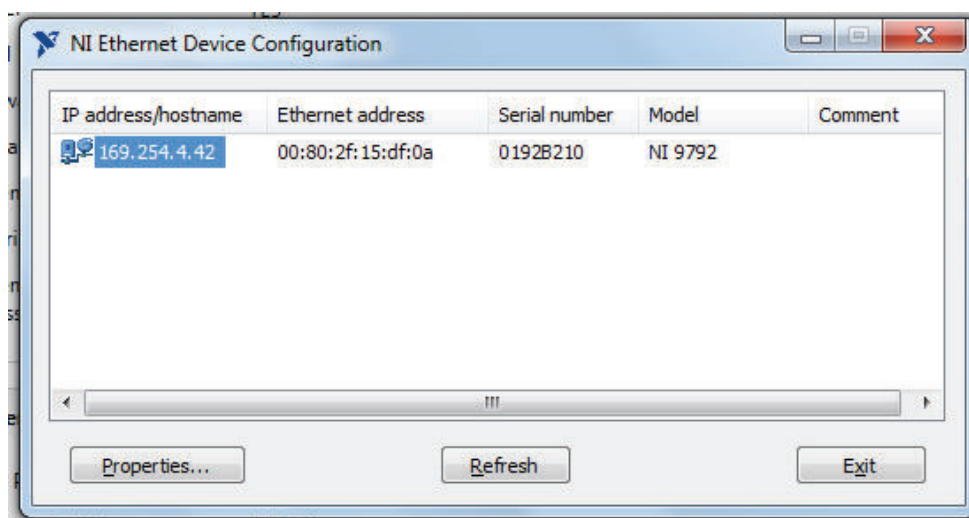 NI Ethernet Device Configuration
IP address/hostname Ethernet address Serial number Model Comment
169.254.4.42 00:80:2f:15:df:0a 0192B210 NI 9792
Properties... Refresh Exit